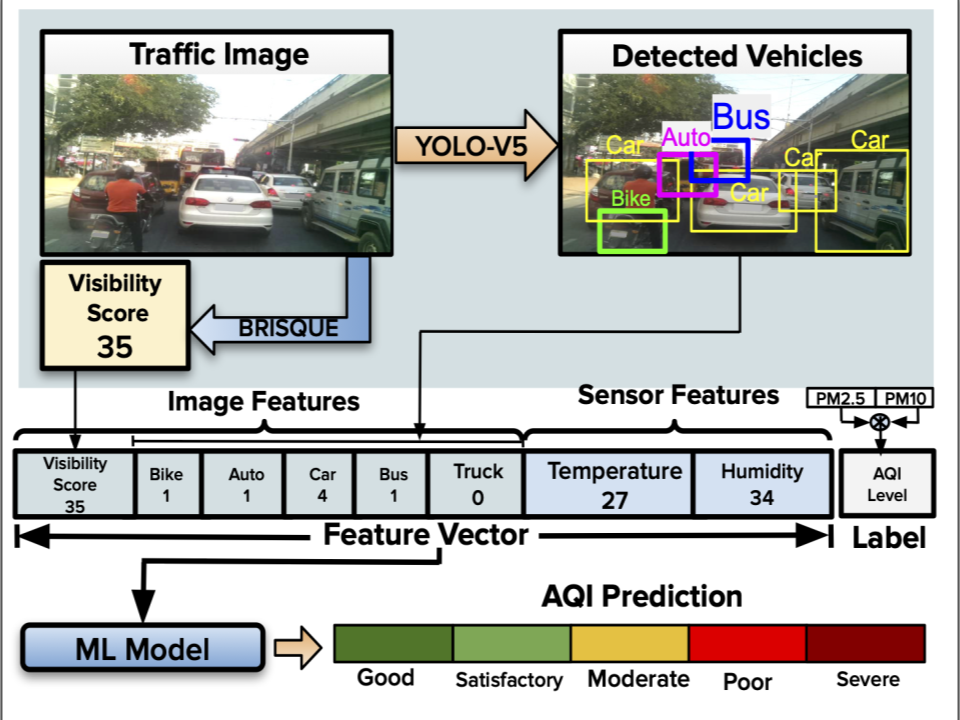 Traffic Image
Detected Vehicles
YOLO-V5
Car
Auto
Bus
Car
Car
Car
Bike
Visibility
Score
35
BRISQUE
Image Features
Sensor Features
PM2.5 PM10
Visibility
Score
35
Bike
1
Auto
1
Car
4
Bus
1
Truck
0
Temperature
27
Humidity
34
AQI
Level
Feature Vector
Label
ML Model
AQI Prediction
Good
Satisfactory
Moderate
Poor
Severe